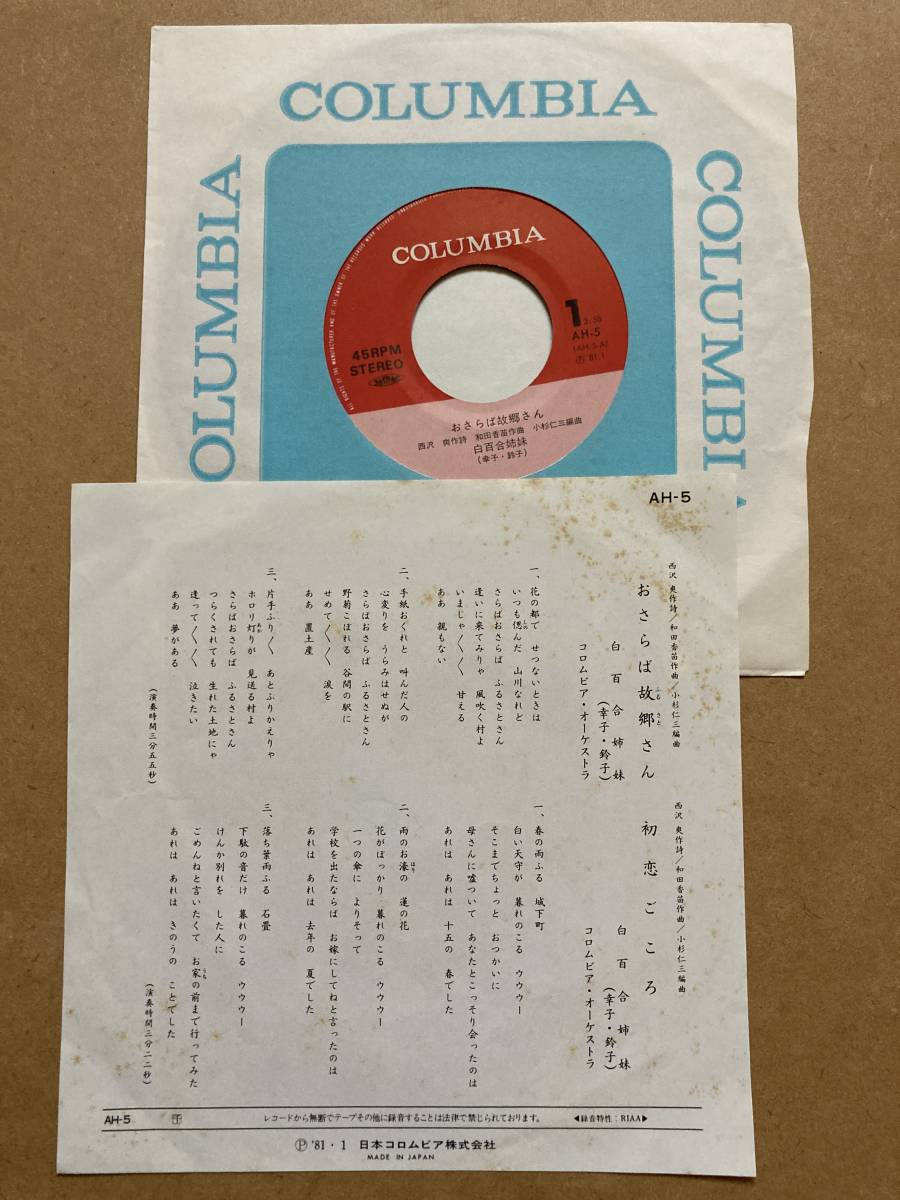 COLUMBIA
COLUMBIA
COLUMBIA
OLUMBIA
COLUMBIA
45RPM
STEREO
1
3:58
AH-5
(AH-5-A)
Ⓟ '81.1
おさらば故郷さん
西沢 爽作詩 和田香苗作曲 小杉仁三編曲
白百合姉妹
(幸子・鈴子)
AH-5
西沢 爽作詩/和田香苗作曲/小杉仁三編曲
おさらば故郷さん
ふるさと
白百合姉妹
(幸子・鈴子)
コロムビア・オーケストラ
一、花の都で せつないときは
いつも偲んだ 山川なれど
しの
さらばおさらば ふるさとさん
逢いに来てみりゃ 風吹く村よ
いまじゃ〳〵〳〵 甘える
ああ 親もない
二、手紙おくれと 叫んだ人の
心変りを うらみはせぬが
さらばおさらば ふるさとさん
野菊こぼれる 谷間の駅に
せめて〳〵〳〵 涙を
ああ 置土産
三、片手ふり〳〵 あとふりかえりゃ
ホロリ灯りが 見送る村よ
あか
さらばおさらば ふるさとさん
つらくされても 生れた土地にゃ
逢って〳〵〳〵 泣きたい
ああ 夢がある
(演奏時間三分五五秒)
西沢 爽作詩/和田香苗作曲/小杉仁三編曲
初恋ごころ
白百合姉妹
(幸子・鈴子)
コロムビア・オーケストラ
一、春の雨ふる 城下町
白い天守が 暮れのこる ウウウー
そこまでちょっと おつかいに
母さんに嘘ついて あなたとこっそり会ったのは
あれは あれは 十五の 春でした
二、雨のお濠の 蓮の花
ほり
花がぽっかり 暮れのこる ウウウー
一つの傘に よりそって
学校を出たならば お嫁にしてねと言ったのは
あれは あれは 去年の 夏でした
三、落ち葉雨ふる 石畳
下駄の音だけ 暮れのこる ウウウー
けんか別れを した人に
ごめんねと言いたくて お家の前まで行ってみた
うち
あれは あれは きのうの ことでした
(演奏時間三分二二秒)
AH-5
レコードから無断でテープその他に録音することは法律で禁じられております。
◀録音特性：RIAA▶
Ⓟ '81・1 日本コロムビア株式会社
MADE IN JAPAN